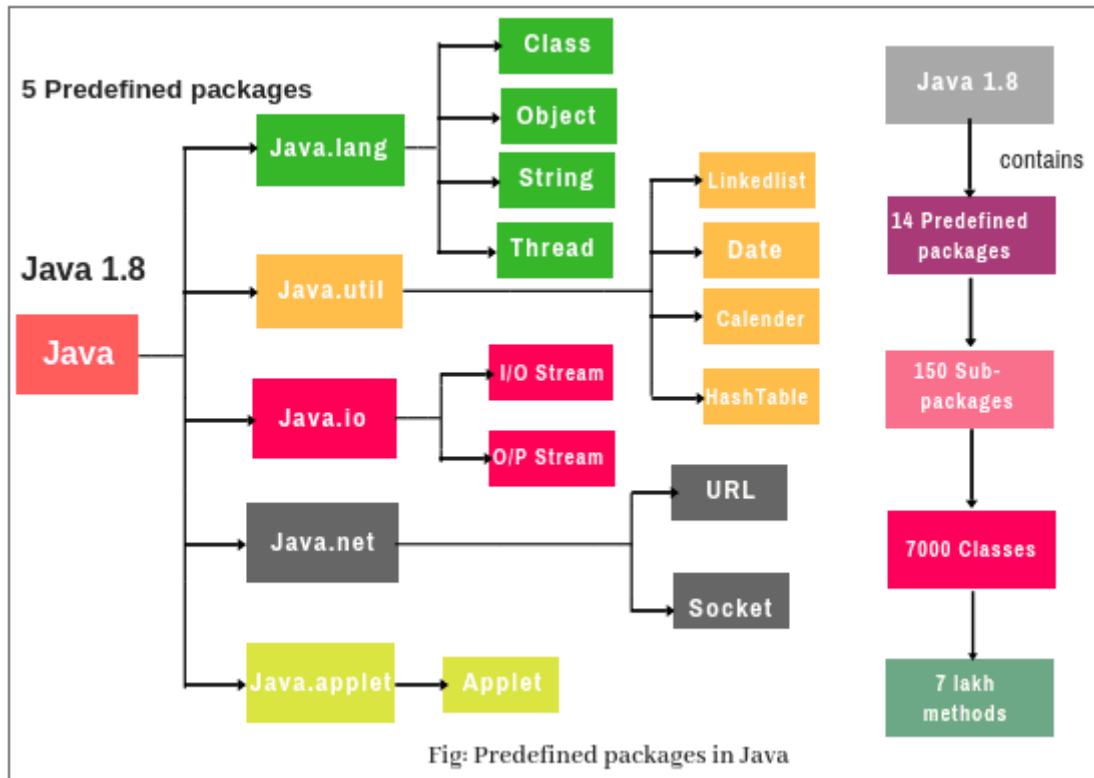 5 Predefined packages
Java 1.8
Java
Java.lang
Class
Object
String
Thread
Java.util
Linkedlist
Date
Calender
HashTable
Java.io
I/O Stream
O/P Stream
Java.net
URL
Socket
Java.applet
Applet
Java 1.8
contains
14 Predefined
packages
150 Sub-
packages
7000 Classes
7 lakh
methods
Fig: Predefined packages in Java